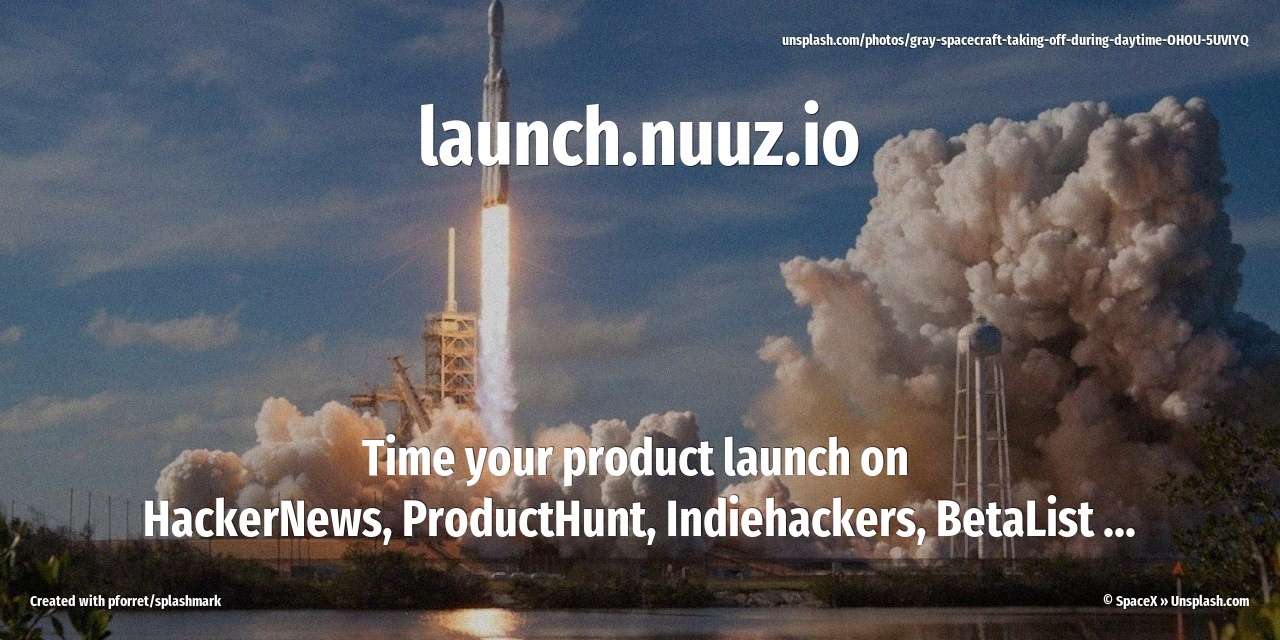 unsplash.com/photos/gray-spacecraft-taking-off-during-daytime-OHOU-5UVIYQ
launch.nuuz.io
Time your product launch on
HackerNews, ProductHunt, Indiehackers, BetaList ...
Created with pforret/splashmark
© SpaceX » Unsplash.com